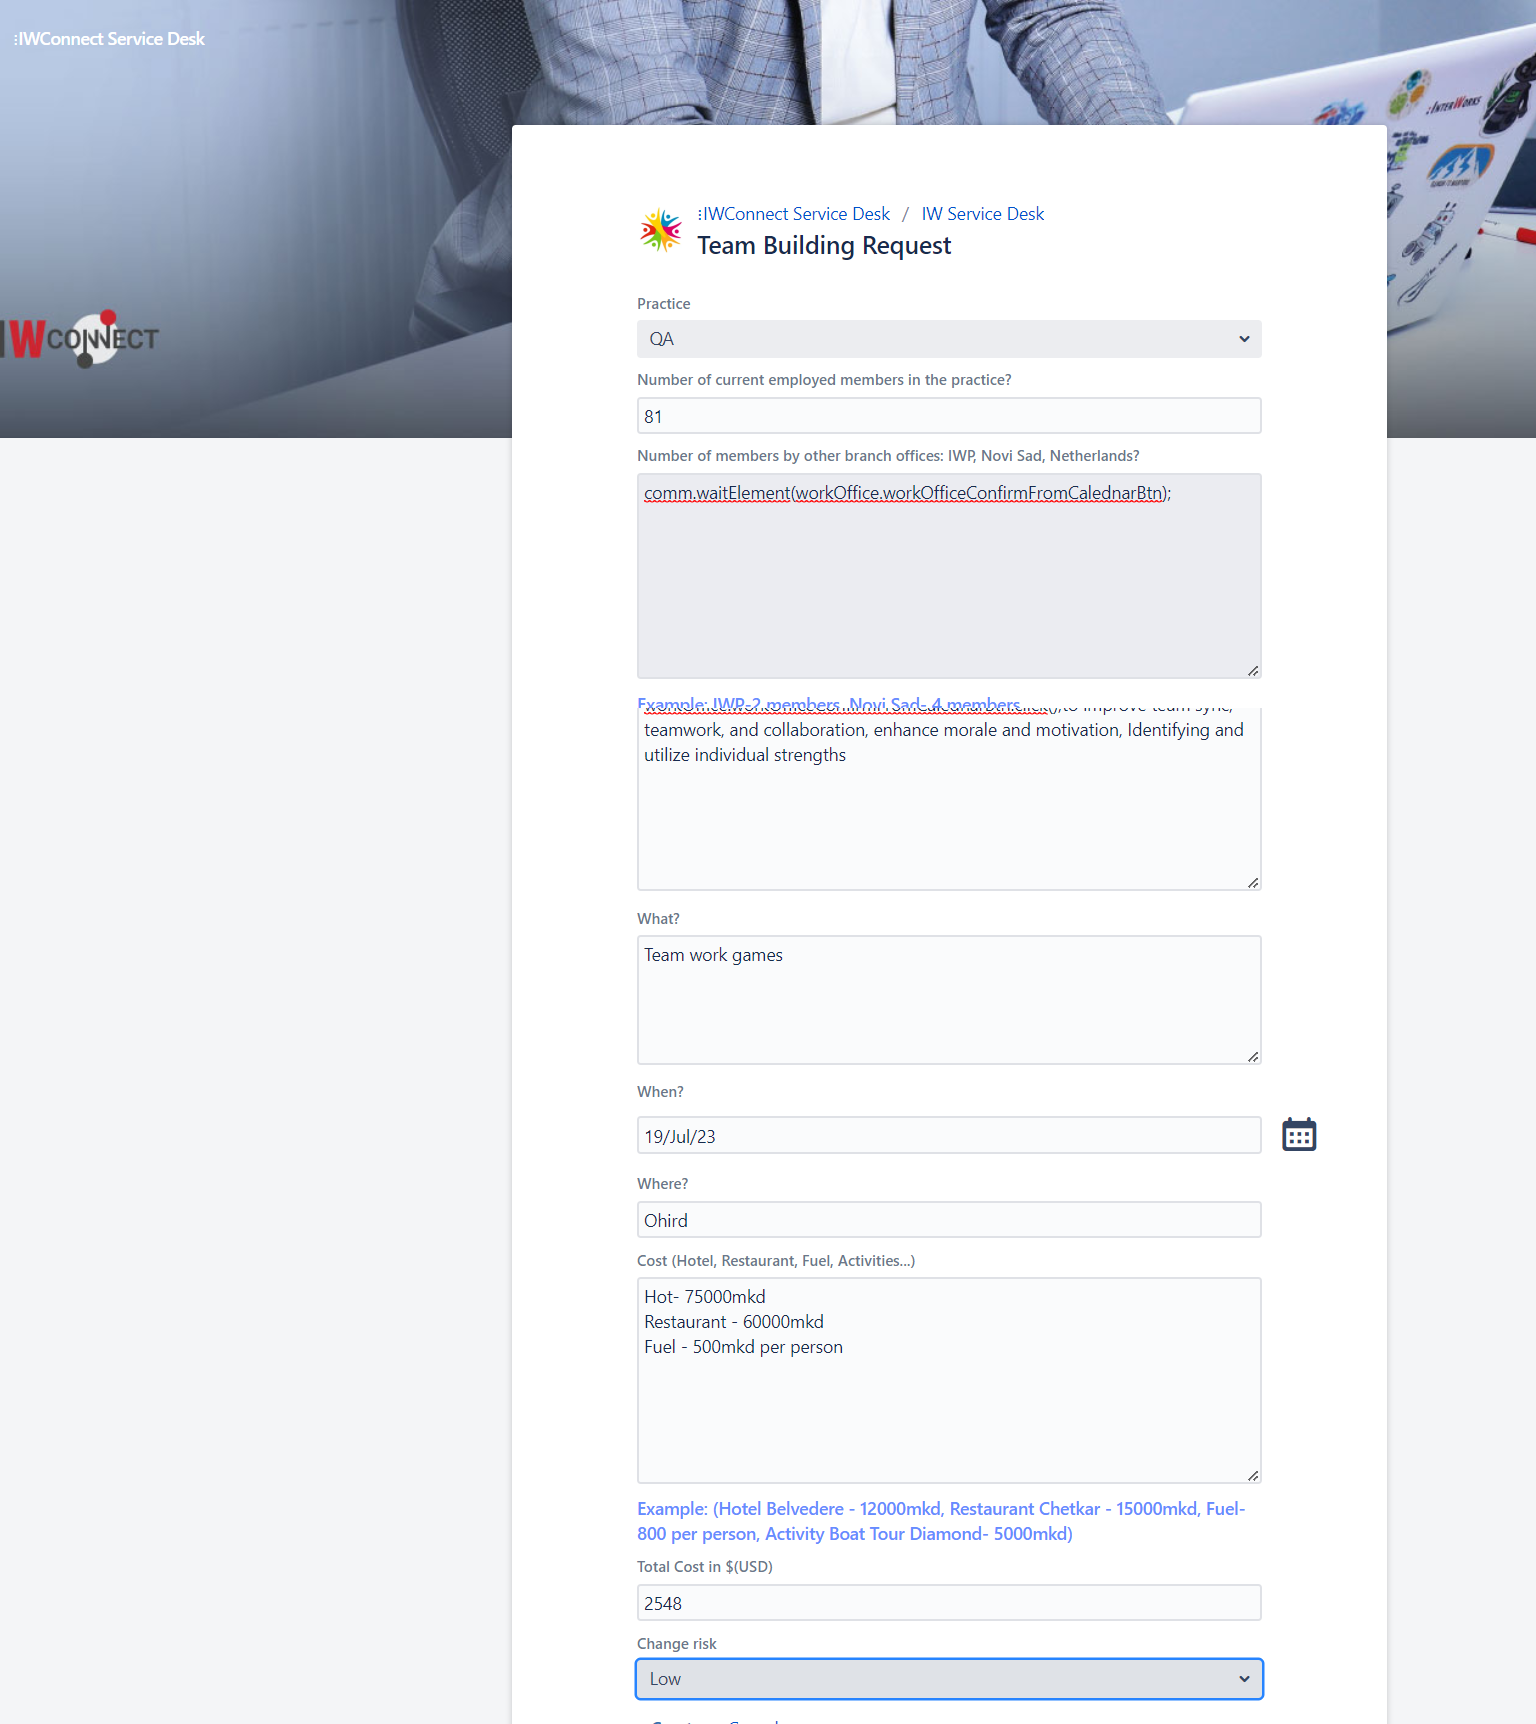 :IWConnect Service Desk
:INTERWORKS
IWCONNECT
:IWConnect Service Desk / IW Service Desk
Team Building Request
Practice
QA
Number of current employed members in the practice?
81
Number of members by other branch offices: IWP, Novi Sad, Netherlands?
comm.waitElement(workOffice.workOfficeConfirmFromCalednarBtn);
Example: IWP-2 members, Novi Sad- 4 members
to improve team sync,
teamwork, and collaboration, enhance morale and motivation, Identifying and
utilize individual strengths
What?
Team work games
When?
19/Jul/23
Where?
Ohird
Cost (Hotel, Restaurant, Fuel, Activities...)
Hot- 75000mkd
Restaurant - 60000mkd
Fuel - 500mkd per person
Example: (Hotel Belvedere - 12000mkd, Restaurant Chetkar - 15000mkd, Fuel-
800 per person, Activity Boat Tour Diamond- 5000mkd)
Total Cost in $(USD)
2548
Change risk
Low